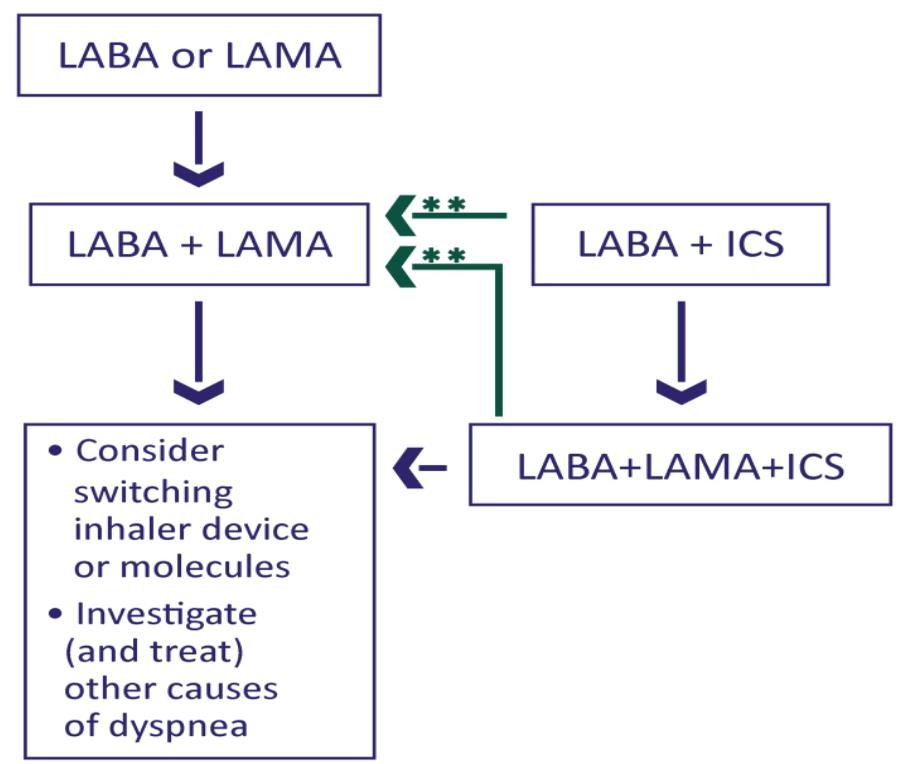 LABA or LAMA
LABA + LAMA
**
**
LABA + ICS
• Consider
switching
inhaler device
or molecules
• Investigate
(and treat)
other causes
of dyspnea
LABA+LAMA+ICS